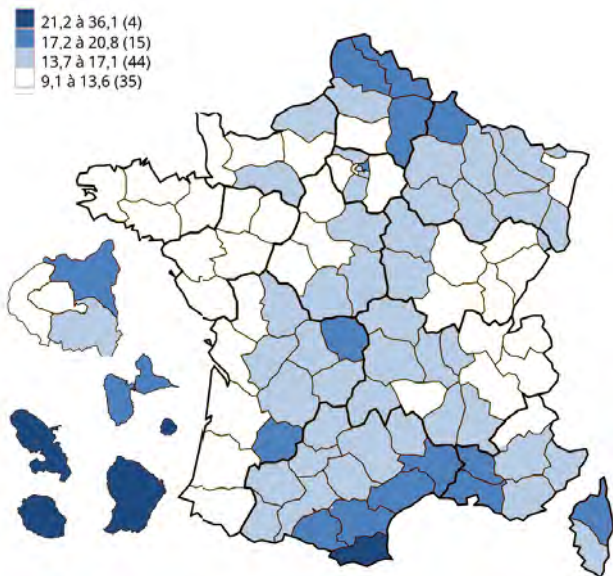 21,2 à 36,1 (4)
17,2 à 20,8 (15)
13,7 à 17,1 (44)
9,1 à 13,6 (35)